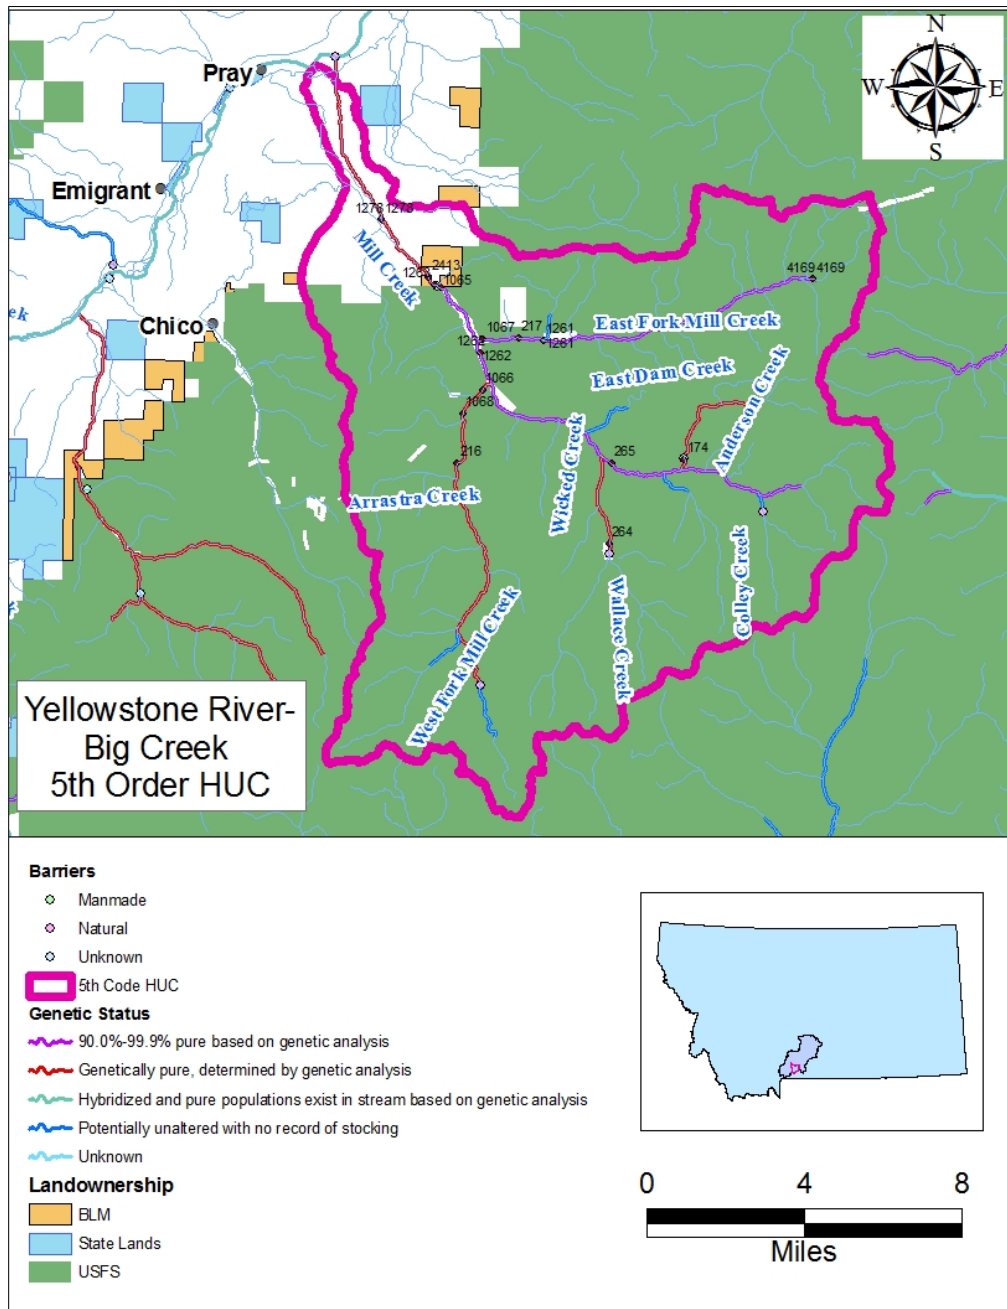 N
W E
S
Pray
Emigrant
Chico
1278 1278
Mill Creek
2413
1065
1067 217 1261
1281
1262
1066
1068
216
4169 4169
East Fork Mill Creek
East Dam Creek
Anderson Creek
Wicked Creek
265
174
264
Arrastra Creek
West Fork Mill Creek
Wallace Creek
Colley Creek
Yellowstone River-
Big Creek
5th Order HUC
Barriers
Manmade
Natural
Unknown
5th Code HUC
Genetic Status
90.0%-99.9% pure based on genetic analysis
Genetically pure, determined by genetic analysis
Hybridized and pure populations exist in stream based on genetic analysis
Potentially unaltered with no record of stocking
Unknown
Landownership
BLM
State Lands
USFS
0 4 8
Miles